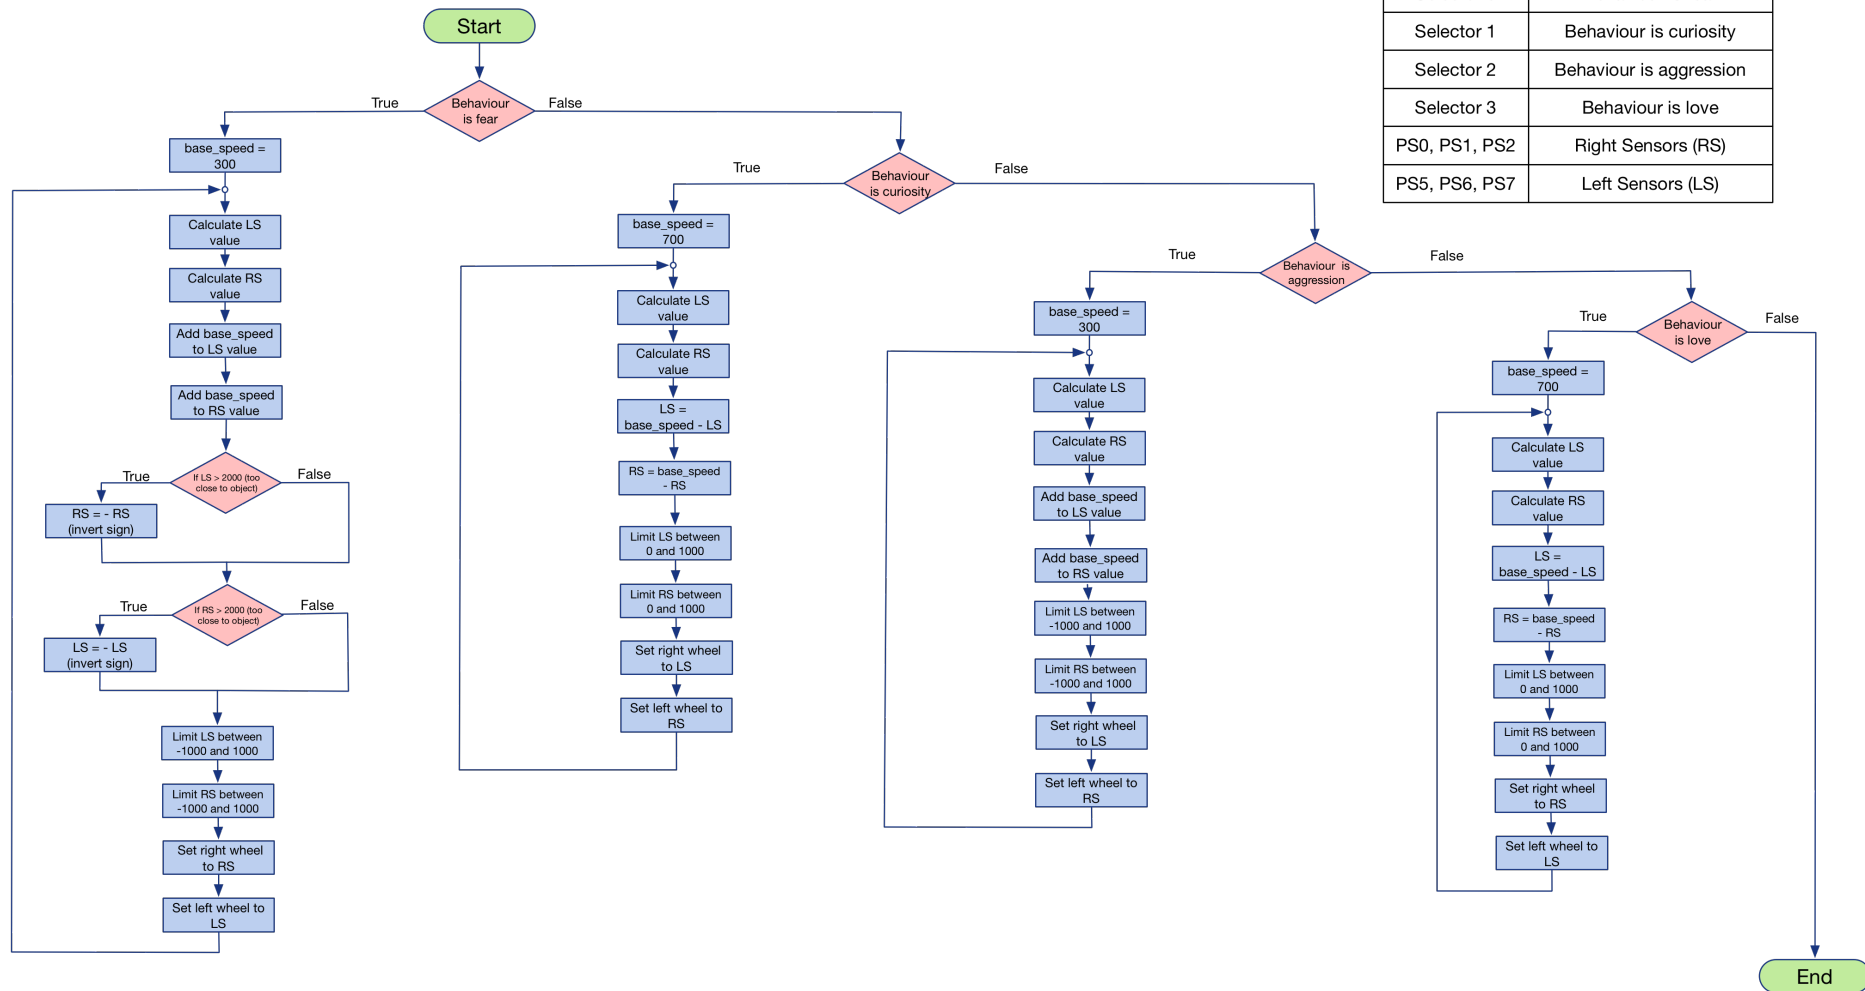 Start
Behaviour
is fear
True
False
base_speed =
300
Calculate LS
value
Calculate RS
value
Add base_speed
to LS value
Add base_speed
to RS value
If LS > 2000 (too
close to object)
True
False
RS = - RS
(invert sign)
If RS > 2000 (too
close to object)
True
False
LS = - LS
(invert sign)
Limit LS between
-1000 and 1000
Limit RS between
-1000 and 1000
Set right wheel
to RS
Set left wheel to
LS
Behaviour
is curiosity
True
False
base_speed =
700
Calculate LS
value
Calculate RS
value
LS =
base_speed - LS
RS = base_speed
- RS
Limit LS between
0 and 1000
Limit RS between
0 and 1000
Set right wheel
to LS
Set left wheel to
RS
Behaviour is
aggression
True
False
base_speed =
300
Calculate LS
value
Calculate RS
value
Add base_speed
to LS value
Add base_speed
to RS value
Limit LS between
-1000 and 1000
Limit RS between
-1000 and 1000
Set right wheel
to LS
Set left wheel to
RS
Behaviour
is love
True
False
base_speed =
700
Calculate LS
value
Calculate RS
value
LS =
base_speed - LS
RS = base_speed
- RS
Limit LS between
0 and 1000
Limit RS between
0 and 1000
Set right wheel
to RS
Set left wheel to
LS
End
Selector 1 Behaviour is curiosity
Selector 2 Behaviour is aggression
Selector 3 Behaviour is love
PS0, PS1, PS2 Right Sensors (RS)
PS5, PS6, PS7 Left Sensors (LS)